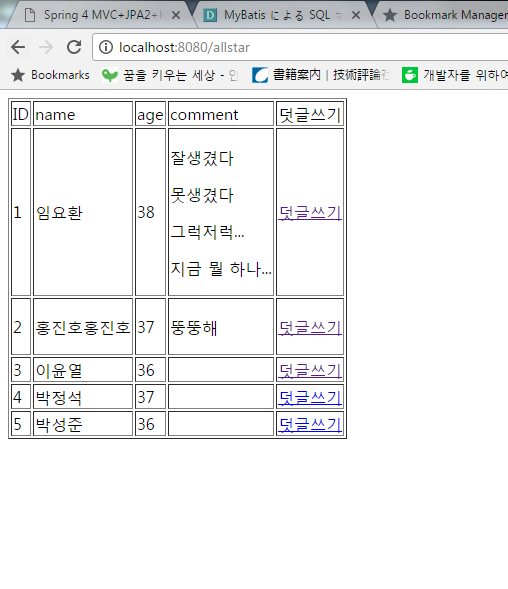 Spring 4 MVC+JPA2+
MyBatis による SQL
Bookmark Manager
localhost:8080/allstar
Bookmarks
꿈을 키우는 세상 -
書籍案内 | 技術評論社
개발자를 위하여
ID name age comment 덧글쓰기
잘생겼다
못생겼다
1 임요환 38 덧글쓰기
그럭저럭...
지금 뭘 하나...
2 홍진호홍진호 37 뚱뚱해 덧글쓰기
3 이윤열 36 덧글쓰기
4 박정석 37 덧글쓰기
5 박성준 36 덧글쓰기